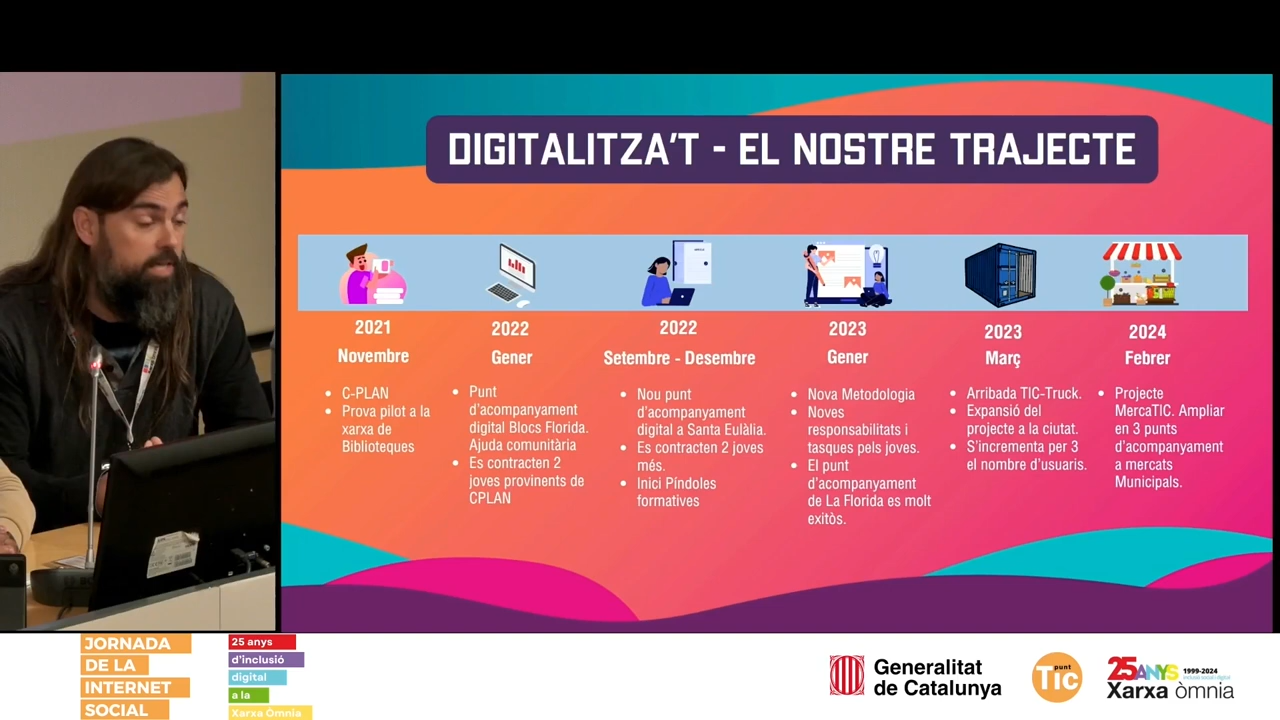 DIGITALITZA'T - EL NOSTRE TRAJECTE
2021
Novembre
• C-PLAN
• Prova pilot a la
xarxa de
Biblioteques
2022
Gener
• Punt
d'acompanyament
digital Blocs Florida.
Ajuda comunitària
• Es contracten 2
joves provinents de
CPLAN
2022
Setembre - Desembre
• Nou punt
d'acompanyament
digital a Santa Eulàlia.
• Es contracten 2 joves
més.
• Inici Píndoles
formatives
2023
Gener
• Nova Metodologia
• Noves
responsabilitats i
tasques pels joves.
• El punt
d'acompanyament
de La Florida es molt
exitòs.
2023
Març
• Arribada TIC-Truck.
• Expansió del
projecte a la ciutat.
• S'incrementa per 3
el nombre d'usuaris.
2024
Febrer
• Projecte
MercaTIC. Ampliar
en 3 punts
d'acompanyament
a mercats
Municipals.
JORNADA
DE LA
INTERNET
SOCIAL
25 anys
d'inclusió
digital
a la
Xarxa Òmnia
Generalitat
de Catalunya
punt
Tic
25ANYS 1999-2024
inclusió social i digital
Xarxa òmnia